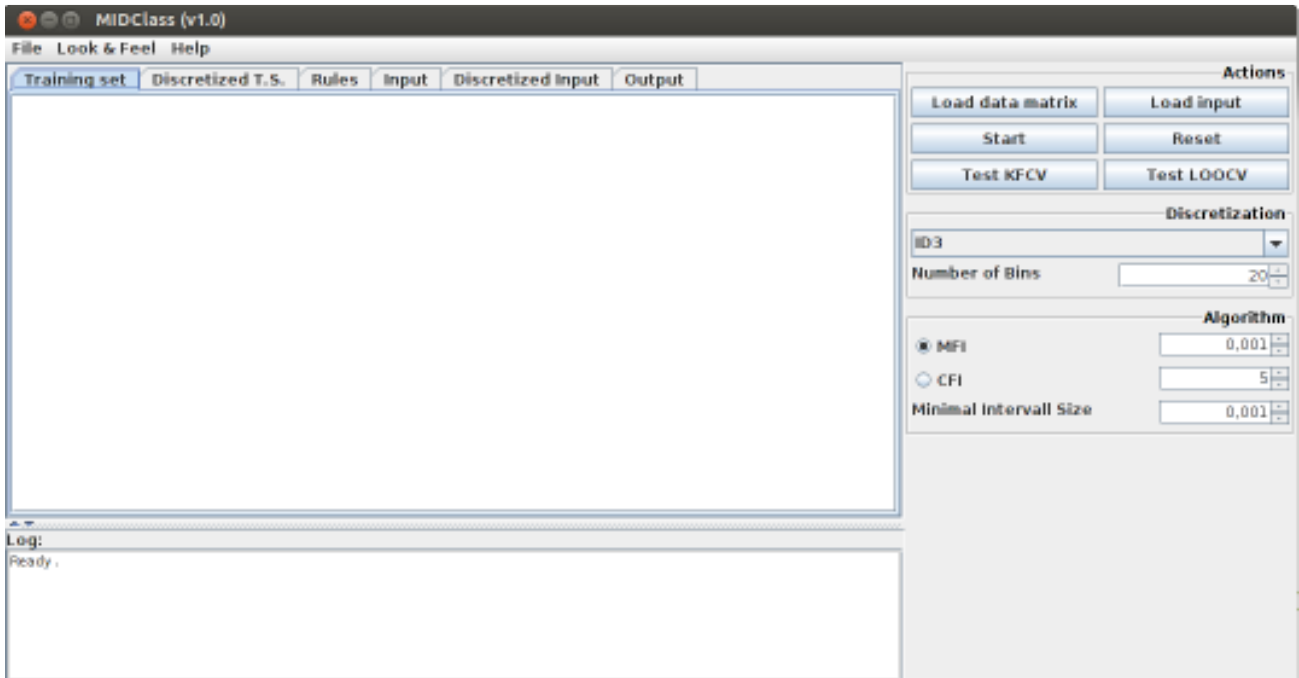 MIDClass (v1.0)
File Look & Feel Help
Training set Discretized T.S. Rules Input Discretized Input Output
Actions
Load data matrix Load input
Start Reset
Test KFCV Test LOOCV
Discretization
ID3
Number of Bins 20
Algorithm
MFI 0,001
CFI 5
Minimal Intervall Size 0,001
Log:
Ready.